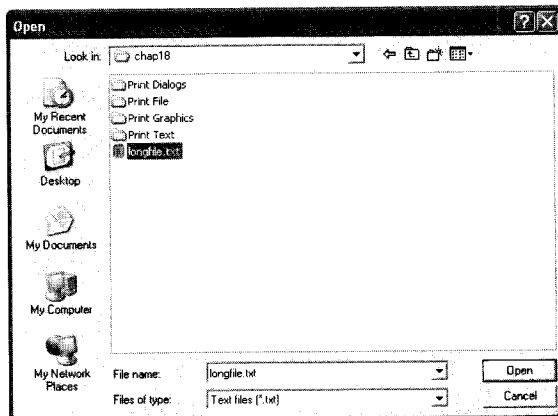 Open
Look in: chap18
Print Dialogs
Print File
Print Graphics
Print Text
longfile.txt
My Recent
Documents
Desktop
My Documents
My Computer
My Network
Places
File name: longfile.txt Open
Files of type: Text files (*.txt) Cancel